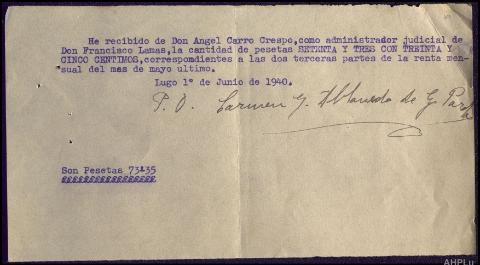 He recibido de Don Angel Carro Crespo, como administrador judicial de
Don Francisco Lamas, la cantidad de pesetas SETENTA Y TRES CON TREINTA Y
CINCO CENTIMOS, correspondientes a las dos terceras partes de la renta men-
sual del mes de mayo ultimo.
Lugo 1º de Junio de 1940.
P. O. Carmen G. de G.
Son Pesetas 73'35
AHPLu